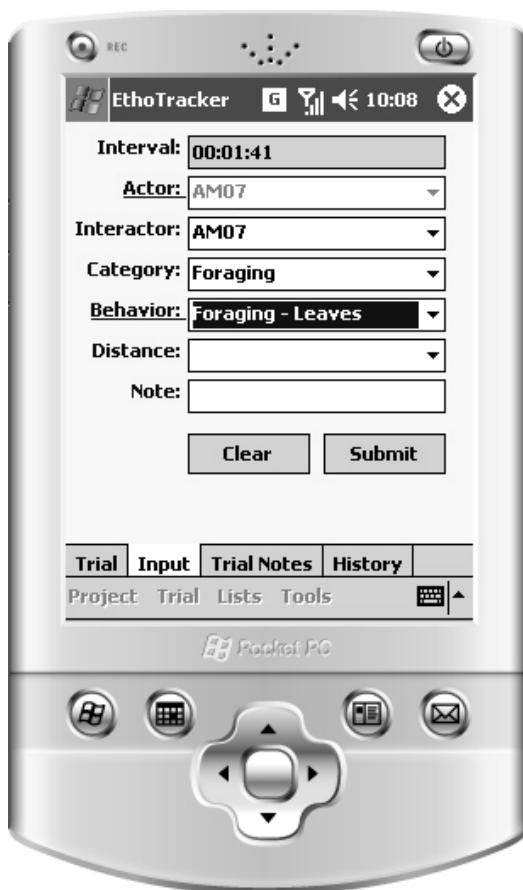 REC
EthoTracker G 10:08
Interval: 00:01:41
Actor: AM07
Interactor: AM07
Category: Foraging
Behavior: Foraging - Leaves
Distance:
Note:
Clear Submit
Trial Input Trial Notes History
Project Trial Lists Tools
Pocket PC